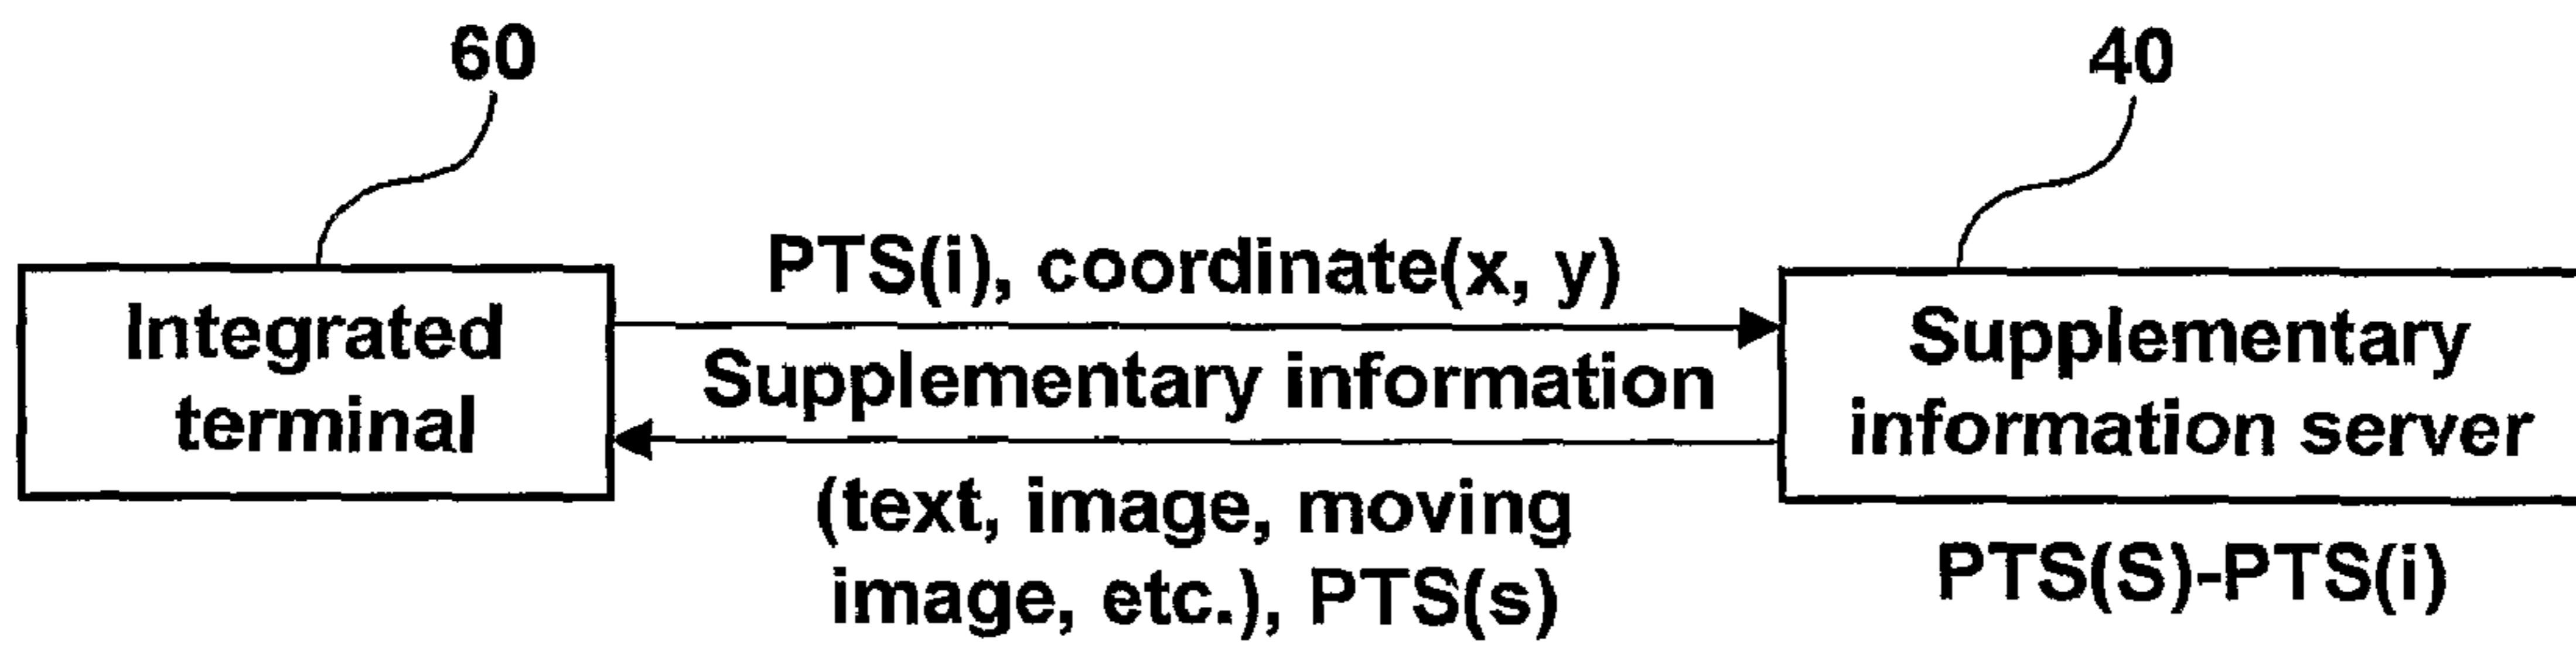 60
40
Integrated
terminal
PTS(i), coordinate(x, y)
Supplementary information
(text, image, moving
image, etc.), PTS(s)
Supplementary
information server
PTS(S)-PTS(i)